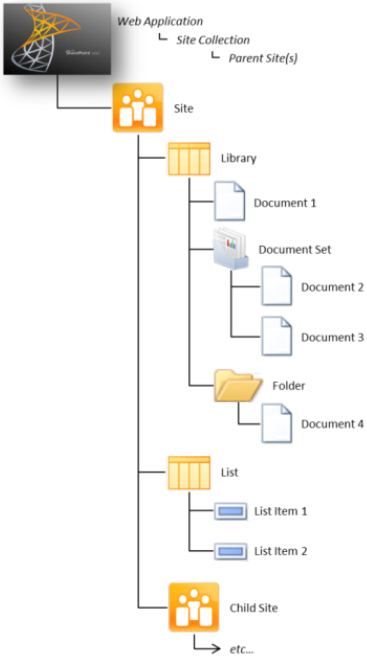 Web Application
Site Collection
Parent Site(s)
SharePoint
Site
Library
Document 1
Document Set
Document 2
Document 3
Folder
Document 4
List
List Item 1
List Item 2
Child Site
etc...